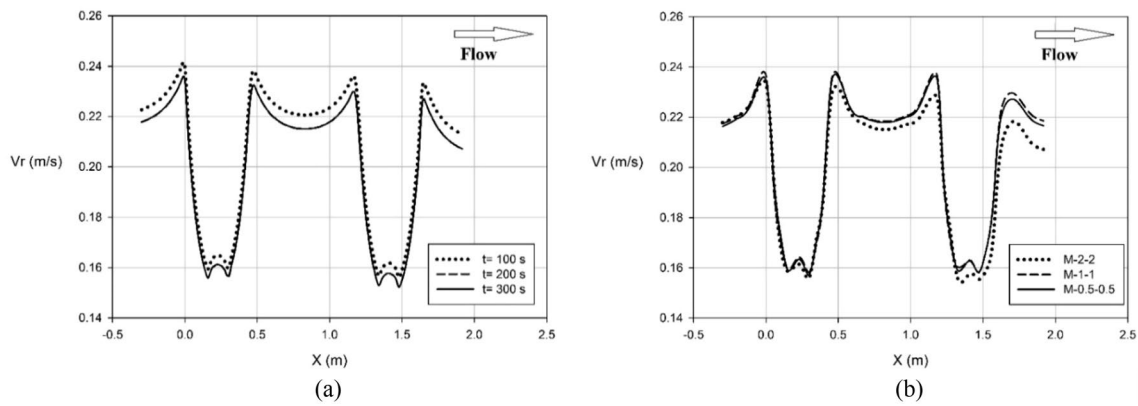 0.26
0.24
0.22
0.20
0.18
0.16
0.14
Vr (m/s)
-0.5 0.0 0.5 1.0 1.5 2.0 2.5
X (m)
Flow
t= 100 s
t= 200 s
t= 300 s
(a)
0.26
0.24
0.22
0.20
0.18
0.16
0.14
Vr (m/s)
-0.5 0.0 0.5 1.0 1.5 2.0 2.5
X (m)
Flow
M-2-2
M-1-1
M-0.5-0.5
(b)